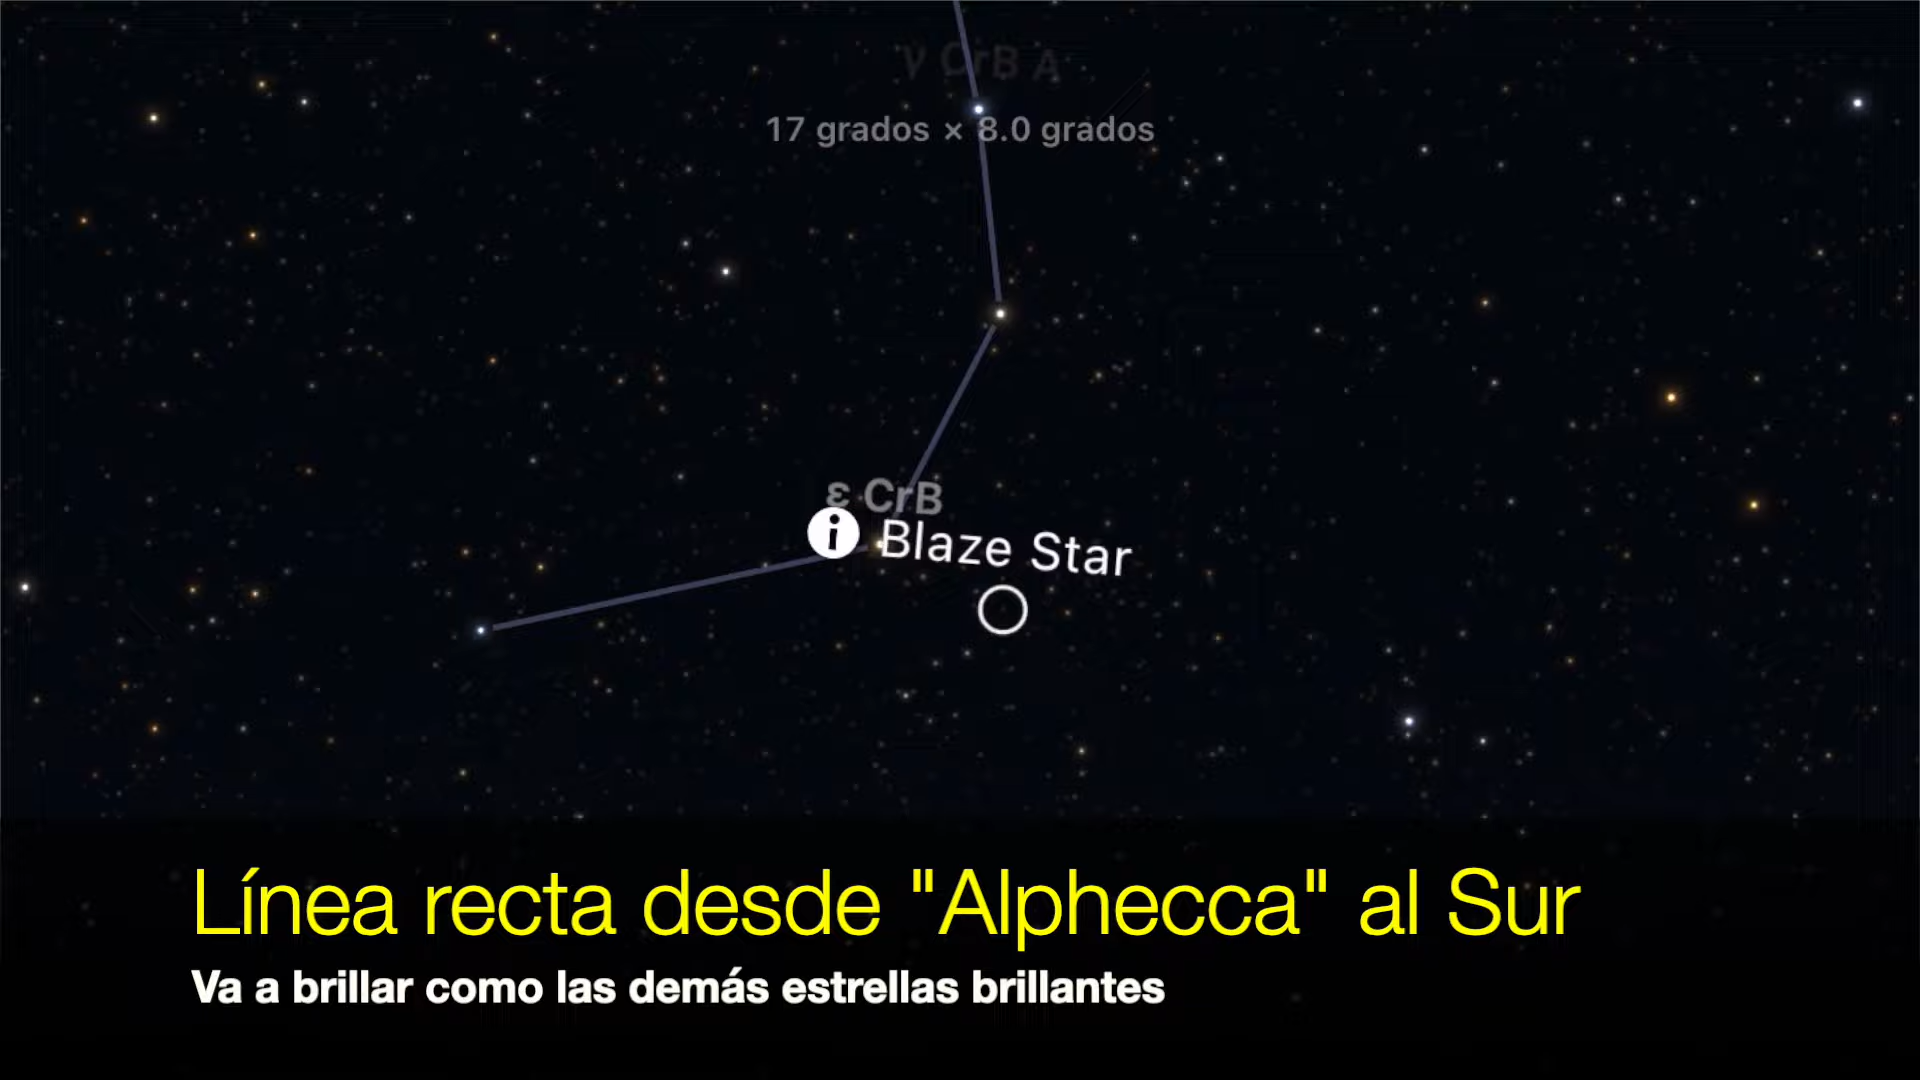 γ CrB A
17 grados × 8.0 grados
ε CrB
i Blaze Star
Línea recta desde "Alphecca" al Sur
Va a brillar como las demás estrellas brillantes